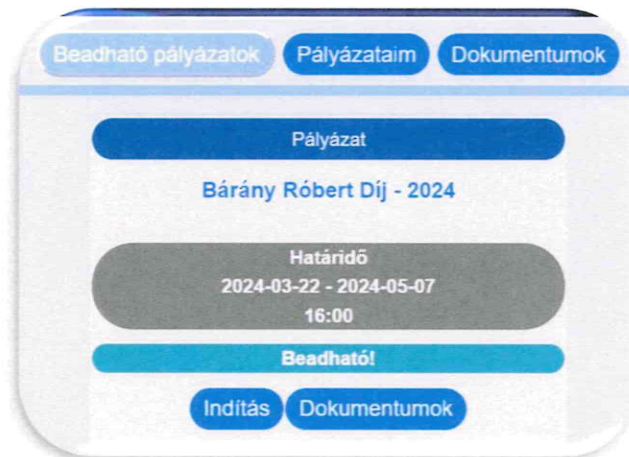 Beadható pályázatok Pályázataim Dokumentumok
Pályázat
Bárány Róbert Díj - 2024
Határidő
2024-03-22 - 2024-05-07
16:00
Beadható!
Indítás Dokumentumok